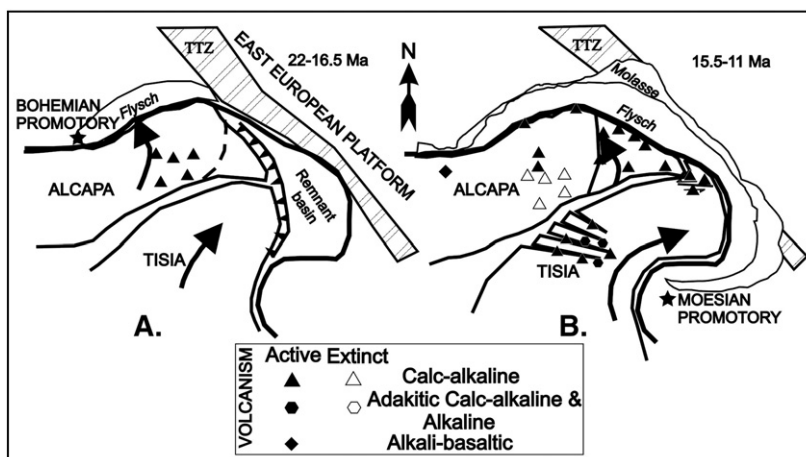 TTZ
22-16.5 Ma
EAST EUROPEAN PLATFORM
BOHEMIAN
PROMOTORY
Flysch
ALCAPA
Remnant
basin
TISIA
A.
N
TTZ
15.5-11 Ma
Molasse
Flysch
ALCAPA
TISIA
MOESIAN
PROMOTORY
B.
VOLCANISM
Active Extinct
Calc-alkaline
Adakitic Calc-alkaline &
Alkaline
Alkali-basaltic